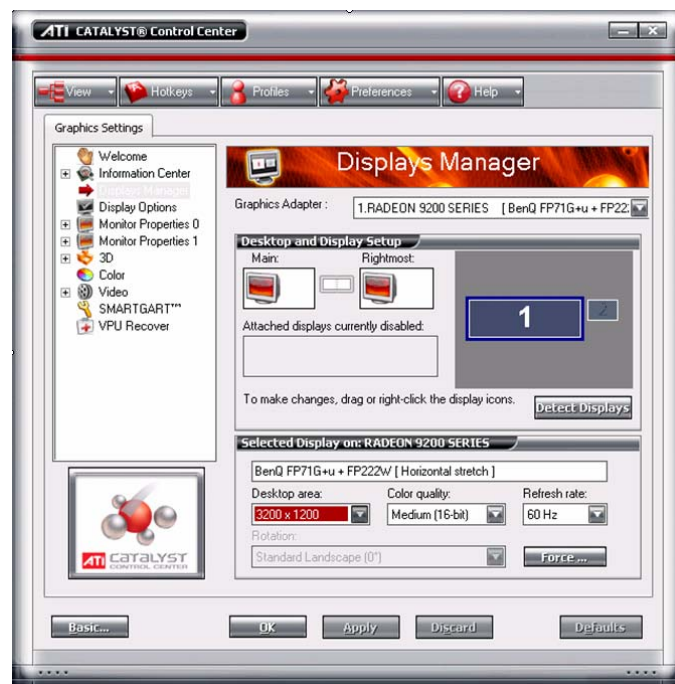 ATI CATALYST® Control Center
View
Hotkeys
Profiles
Preferences
Help
Graphics Settings
Welcome
Information Center
Displays Manager
Display Options
Monitor Properties 0
Monitor Properties 1
3D
Color
Video
SMARTGART™
VPU Recover
Displays Manager
Graphics Adapter :
1.RADEON 9200 SERIES [ BenQ FP71G+u + FP22
Desktop and Display Setup
Main:
Rightmost:
1
2
Attached displays currently disabled:
To make changes, drag or right-click the display icons.
Detect Displays
Selected Display on: RADEON 9200 SERIES
BenQ FP71G+u + FP222W [ Horizontal stretch ]
Desktop area:
Color quality:
Refresh rate:
3200 x 1200
Medium (16-bit)
60 Hz
Rotation:
Standard Landscape (0°)
Force ...
ATI CATALYST
CONTROL CENTER
Basic...
OK
Apply
Discard
Defaults